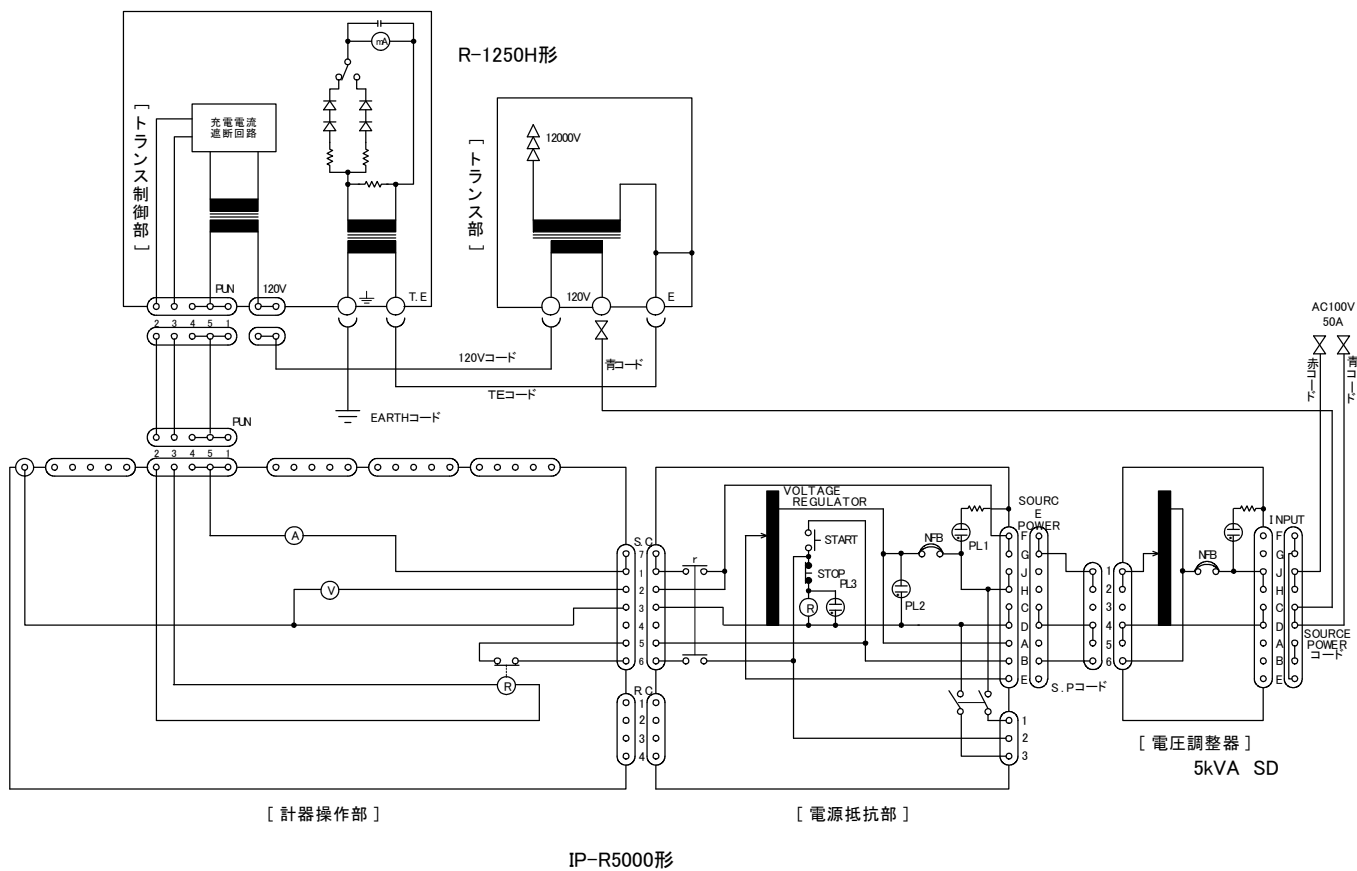 R-1250H形
[トランス制御部]
充電電流
遮断回路
mA
PUN
120V
T.E
2 3 4 5 1
[トランス部]
12000V
120V
E
120Vコード
青コード
TEコード
EARTHコード
AC100V
50A
赤コード
青コード
PUN
2 3 4 5 1
A
V
R
S.C
7
1
2
3
4
5
6
R.C
1
2
3
4
r
VOLTAGE
REGULATOR
START
STOP
PL3
R
PL2
NFB
PL1
SOURC
E
POWER
F
G
J
H
C
D
A
B
E
1
2
3
S.Pコード
1
2
3
4
5
6
NFB
INPUT
F
G
J
H
C
D
A
B
E
SOURCE
POWER
コード
[計器操作部]
[電源抵抗部]
[電圧調整器]
5kVA SD
IP-R5000形